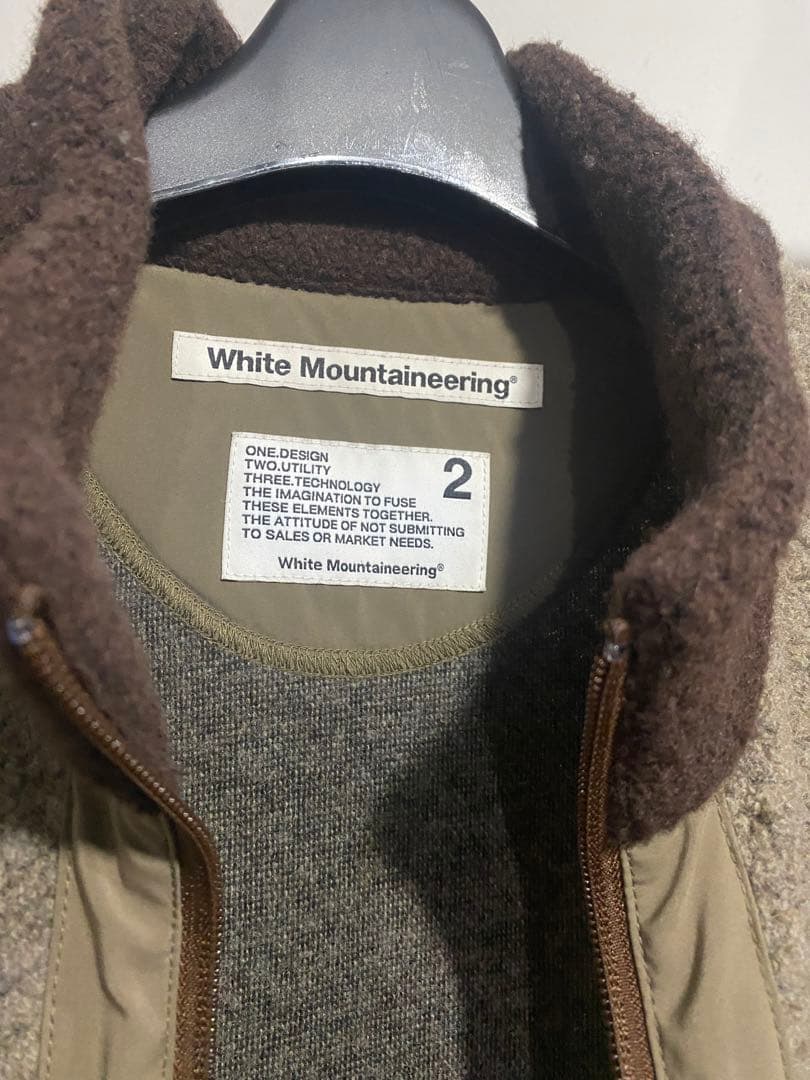 White Mountaineering®
ONE.DESIGN
2
TWO.UTILITY
THREE.TECHNOLOGY
THE IMAGINATION TO FUSE
THESE ELEMENTS TOGETHER.
THE ATTITUDE OF NOT SUBMITTING
TO SALES OR MARKET NEEDS.
White Mountaineering®